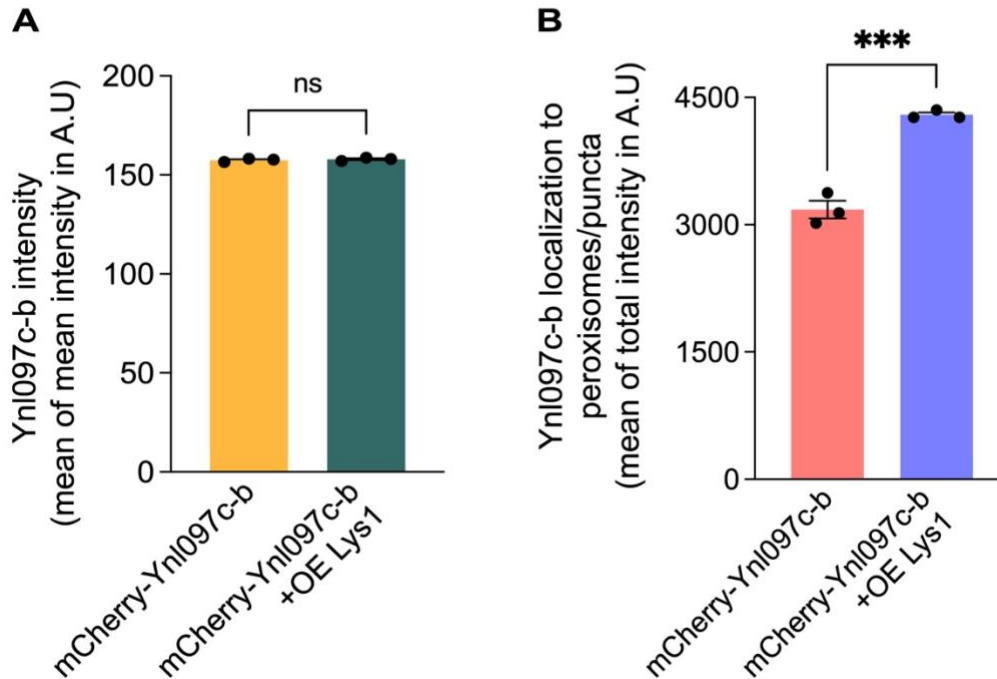 A
Ynl097c-b intensity
(mean of mean intensity in A.U)
200
150
100
50
0
ns
mCherry-Ynl097c-b
mCherry-Ynl097c-b
+OE Lys1
B
Ynl097c-b localization to
peroxisomes/puncta
(mean of total intensity in A.U)
4500
3000
1500
0
***
mCherry-Ynl097c-b
mCherry-Ynl097c-b
+OE Lys1